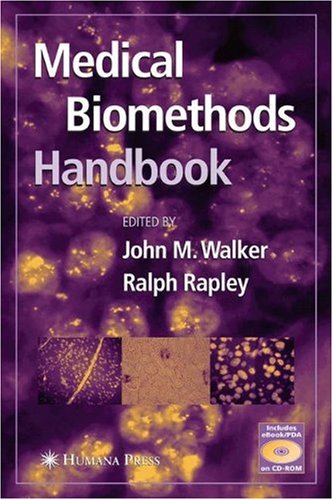 Medical
Biomethods
Handbook
EDITED BY
John M. Walker
Ralph Rapley
Includes
eBook/PDA
on CD-ROM
HUMANA PRESS